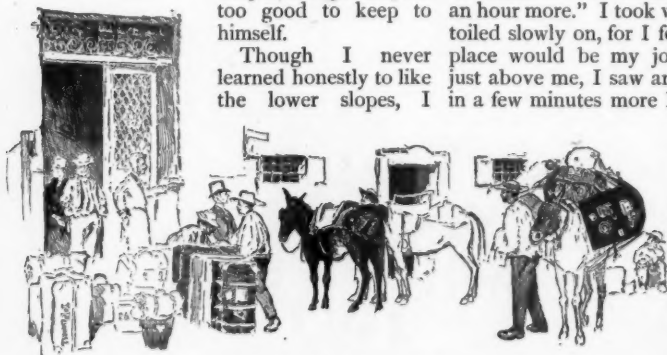 too good to keep to
himself.
Though I never
learned honestly to like
the lower slopes, I
an hour more." I took
toiled slowly on, for I
place would be my
just above me, I saw
in a few minutes more